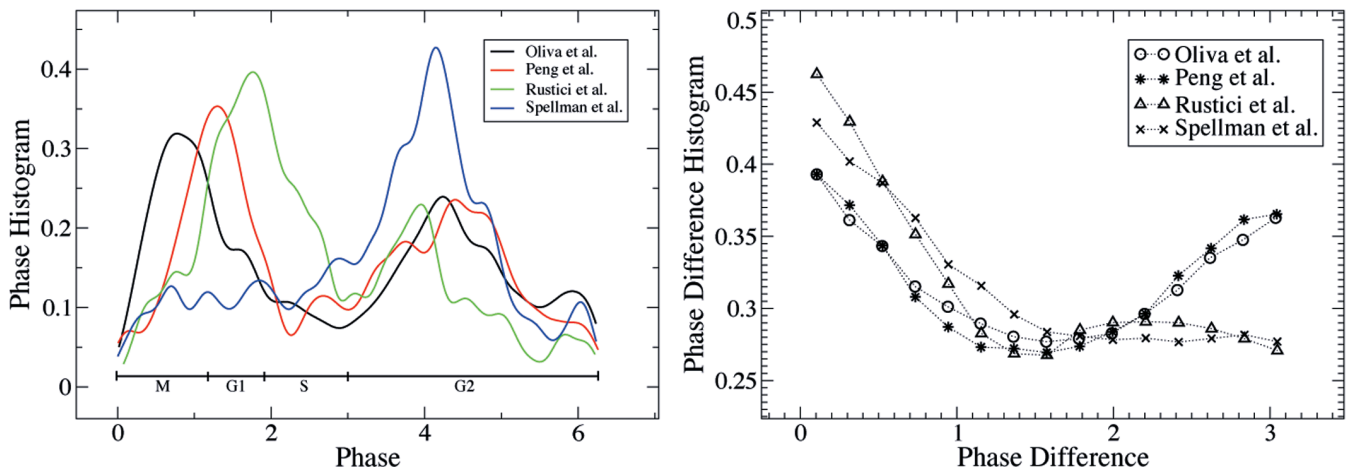 Phase Histogram
0.4
0.3
0.2
0.1
0
Oliva et al.
Peng et al.
Rustici et al.
Spellman et al.
M
G1
S
G2
0
2
4
6
Phase
Phase Difference Histogram
0.5
0.45
0.4
0.35
0.3
0.25
Oliva et al.
Peng et al.
Rustici et al.
Spellman et al.
0
1
2
3
Phase Difference